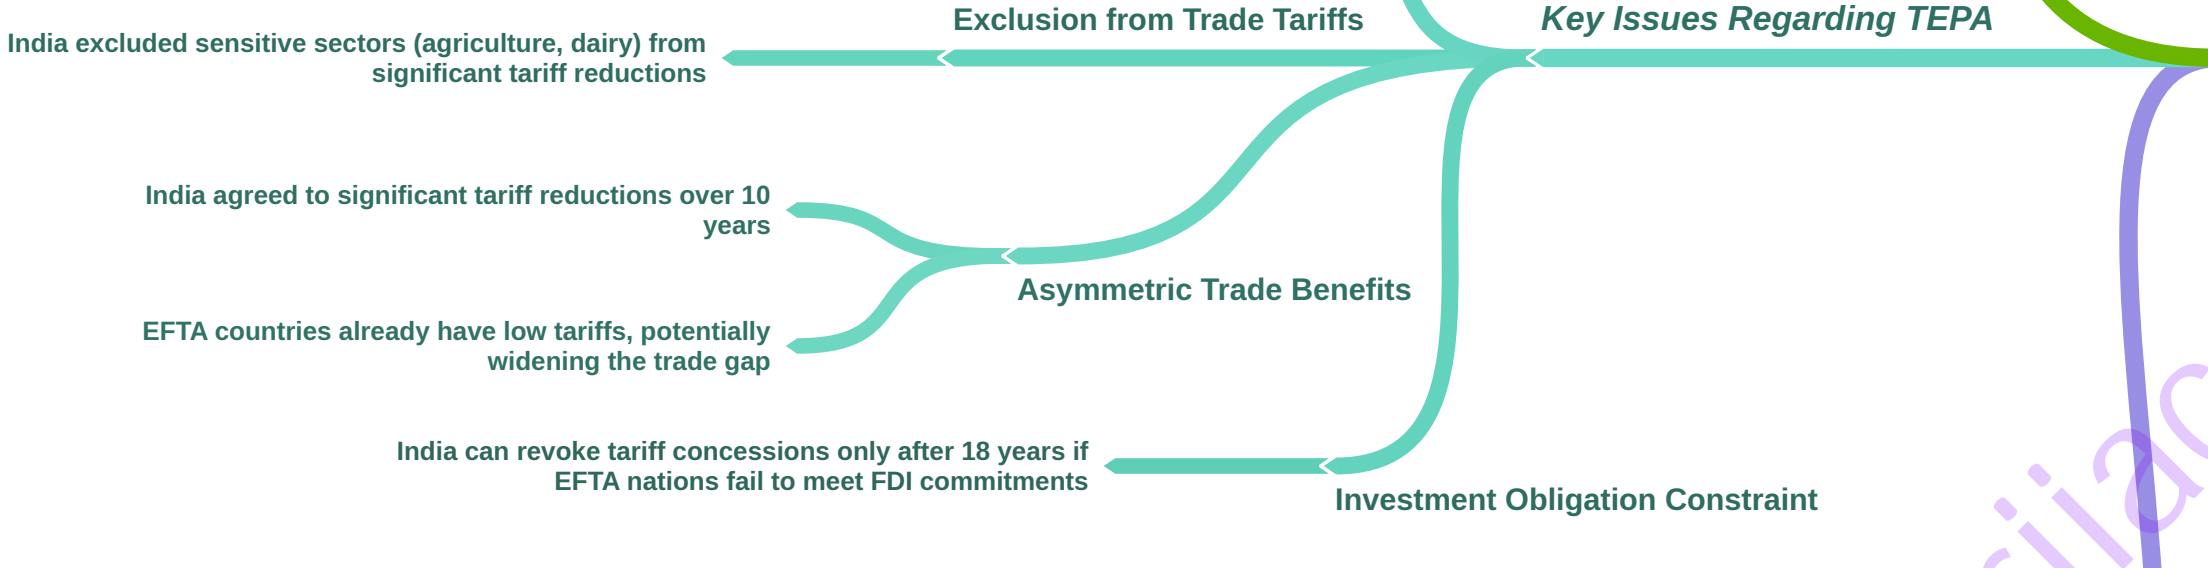 Key Issues Regarding TEPA
Exclusion from Trade Tariffs
India excluded sensitive sectors (agriculture, dairy) from
significant tariff reductions
Asymmetric Trade Benefits
India agreed to significant tariff reductions over 10
years
EFTA countries already have low tariffs, potentially
widening the trade gap
Investment Obligation Constraint
India can revoke tariff concessions only after 18 years if
EFTA nations fail to meet FDI commitments